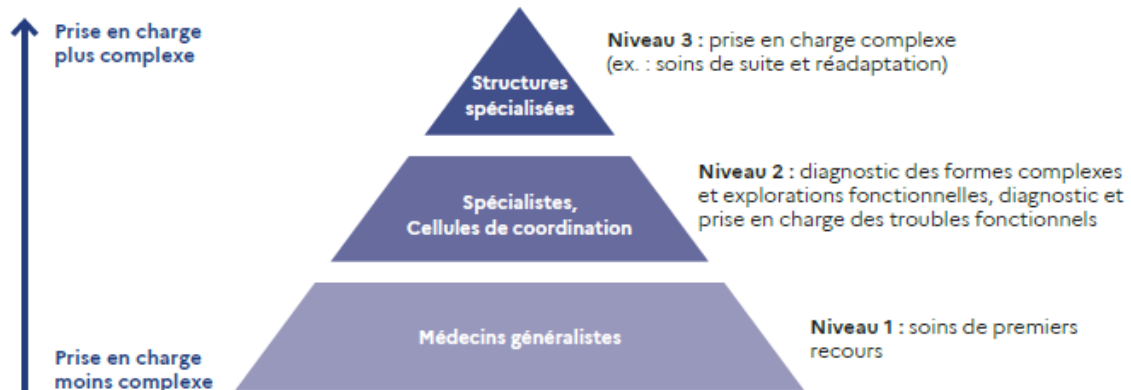 Prise en charge
plus complexe
Structures
spécialisées
Niveau 3 : prise en charge complexe
(ex. : soins de suite et réadaptation)
Spécialistes,
Cellules de coordination
Niveau 2 : diagnostic des formes complexes
et explorations fonctionnelles, diagnostic et
prise en charge des troubles fonctionnels
Médecins généralistes
Niveau 1 : soins de premiers
recours
Prise en charge
moins complexe